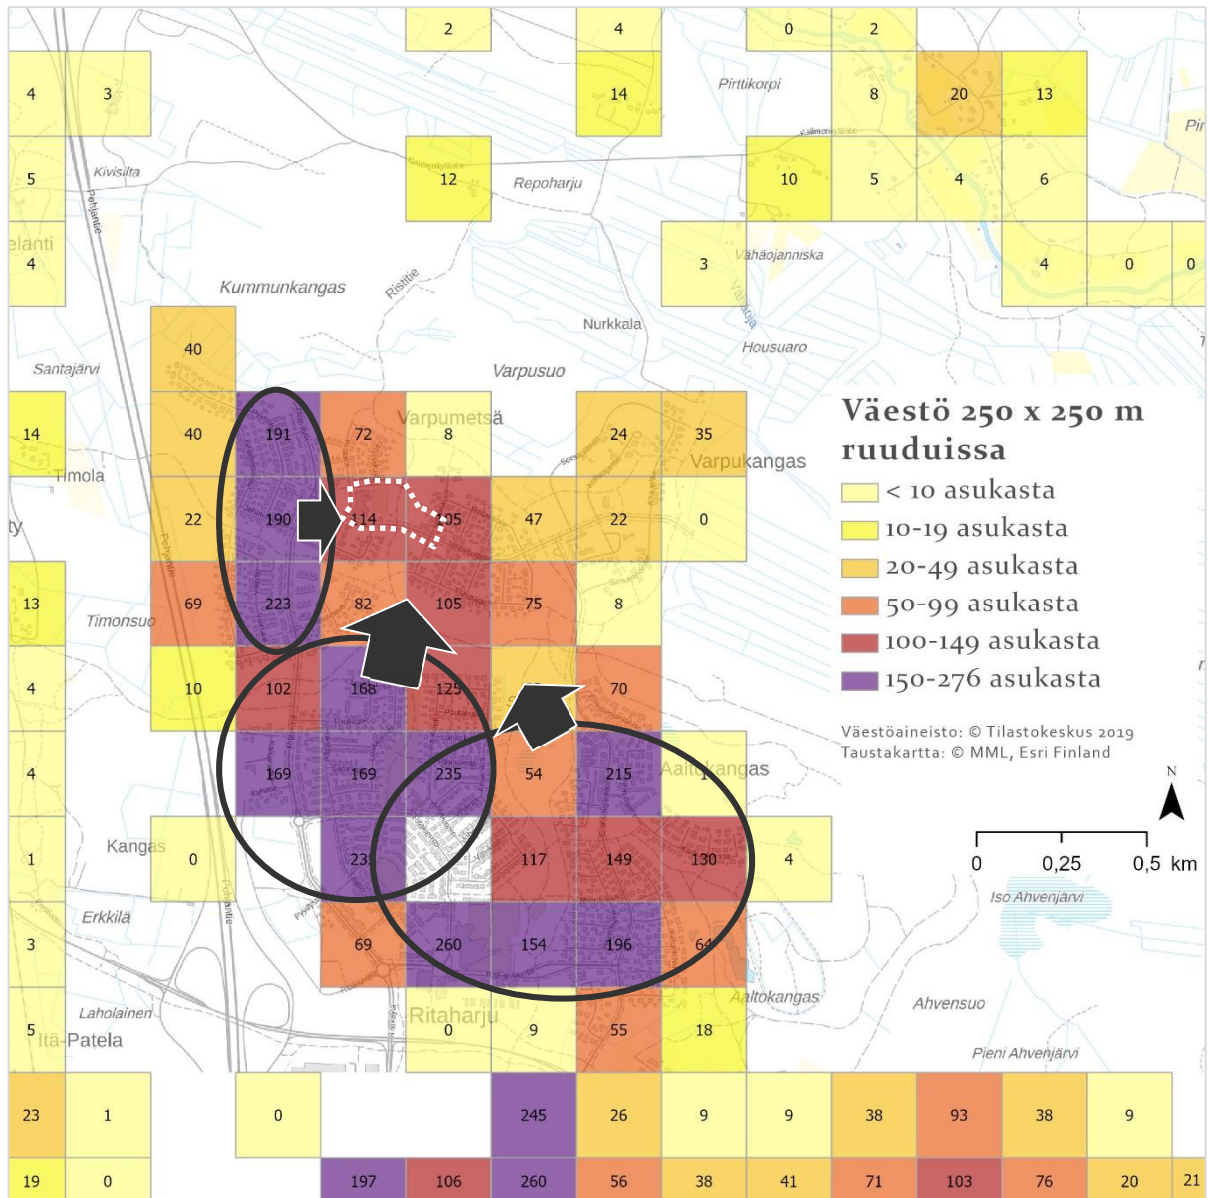 2 4 0 2
4 3 14 Pirttikorpi 8 20 13
Pir
Kalimenkyläntie
Kivisilta
5 12 Repoharju 10 5 4 6
Pohjantie
elänti
4 3 Vähäojanniska 4 0 0
Kummunkangas Ristitie
Vähäoja
Nurkkala
40 Housuaro
Santajärvi Varpusuo
Väestö 250 x 250 m
ruuduissa
< 10 asukasta
10-19 asukasta
20-49 asukasta
50-99 asukasta
100-149 asukasta
150-276 asukasta
Väestöaineisto: © Tilastokeskus 2019
Taustakartta: © MML, Esri Finland
N
0 0,25 0,5 km
Varpumetsä
14 40 191 72 8 24 35
Timola Varpukangas
ty 22 190 114 105 47 22 0
Pohjantie
13 69 223 82 105 75 8
Timonsuo
4 10 102 168 125 70
4 169 169 235 54 215 Aaltokangas 1
Kangas
1 0 117 149 130 4
Pohjantie
Iso Ahvenjärvi
Erkkilä
3 69 260 154 196 64
Aaltokangas Ahvensuo
Laholainen Ritaharju
5 0 9 55 18
Itä-Patela Pieni Ahvenjärvi
23 1 0 245 26 9 9 38 93 38 9
19 0 197 106 260 56 38 41 71 103 76 20 21